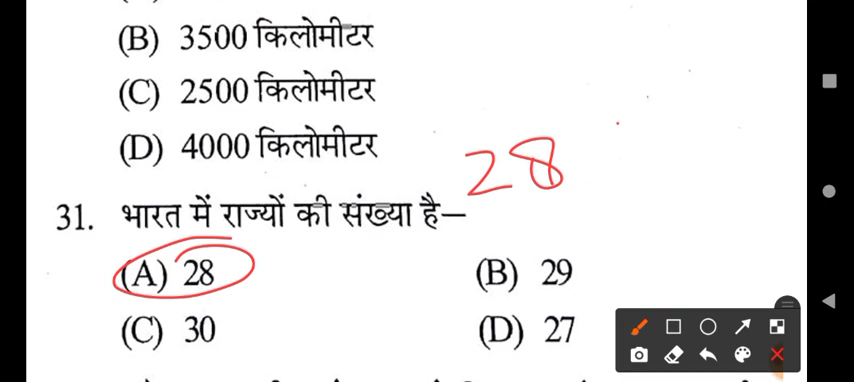 (B) 3500 किलोमीटर
(C) 2500 किलोमीटर
(D) 4000 किलोमीटर
28
31. भारत में राज्यों की संख्या है–
(A) 28 (B) 29
(C) 30 (D) 27